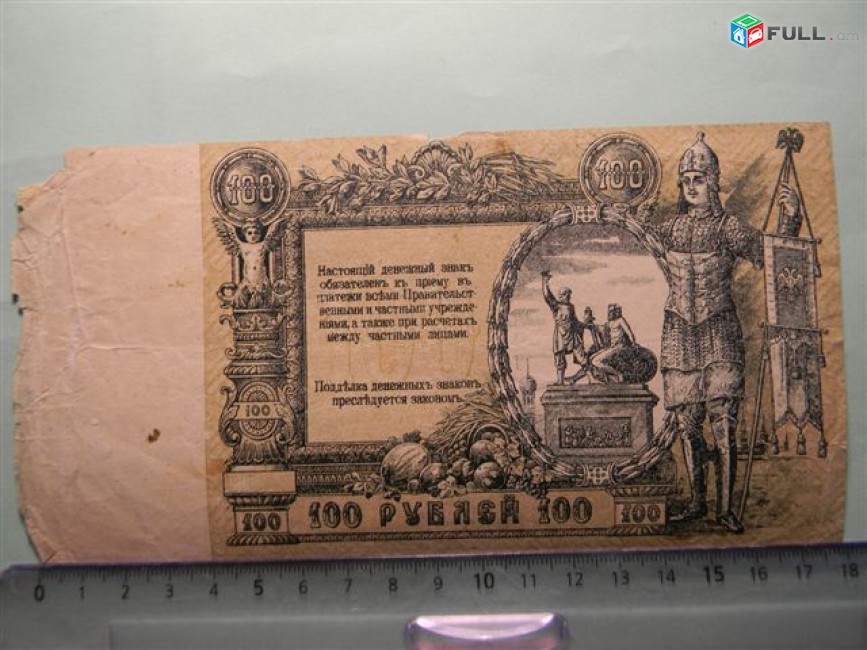 FULL.am
100
100
Настоящій денежный знакъ
обязателенъ къ пріему въ
платежи всѣми Правительст-
венными и частными учрежде-
ніями, а также при расчетахъ
между частными лицами.
Поддѣлка денежныхъ знаковъ
преслѣдуется закономъ.
100
100
100 РУБЛЕЙ 100
100
0 1 2 3 4 5 6 7 8 9 10 11 12 13 14 15 16 17 18